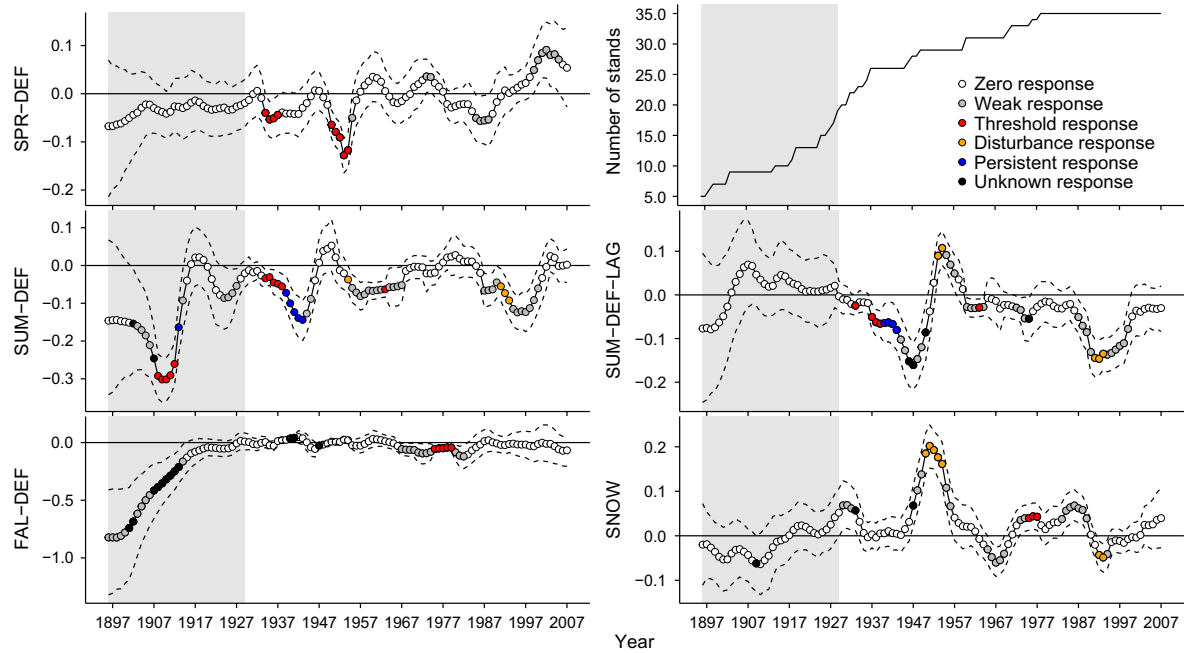 SPR−DEF
0.1
0.0
−0.1
−0.2
Number of stands
35.0
30.0
25.0
20.0
15.0
10.0
5.0
Zero response
Weak response
Threshold response
Disturbance response
Persistent response
Unknown response
SUM−DEF
0.1
0.0
−0.1
−0.2
−0.3
SUM−DEF−LAG
0.1
0.0
−0.1
−0.2
FAL−DEF
0.0
−0.5
−1.0
SNOW
0.2
0.1
0.0
−0.1
1897 1907 1917 1927 1937 1947 1957 1967 1977 1987 1997 2007
1897 1907 1917 1927 1937 1947 1957 1967 1977 1987 1997 2007
Year